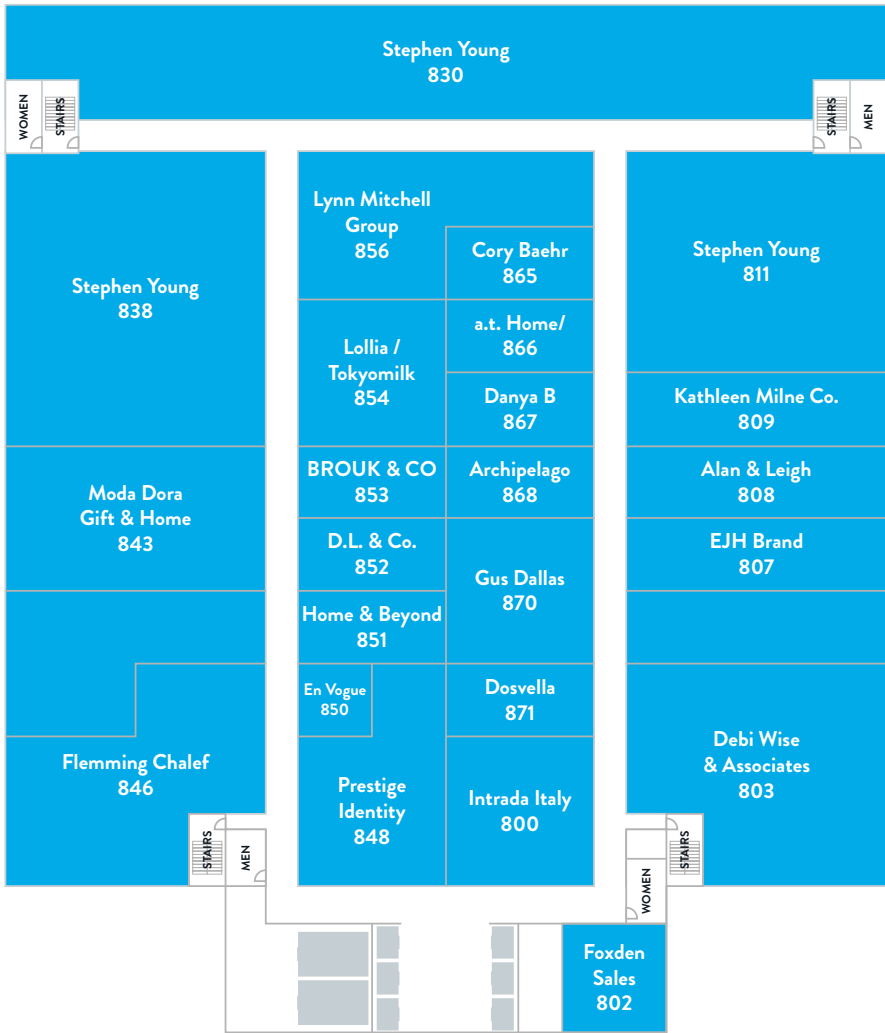 Stephen Young
830
WOMEN
STAIRS
STAIRS
MEN
Stephen Young
838
Moda Dora
Gift & Home
843
Flemming Chalef
846
STAIRS
MEN
Lynn Mitchell
Group
856
Cory Baehr
865
a.t. Home/
866
Lollia /
Tokyomilk
854
Danya B
867
BROUK & CO
853
Archipelago
868
D.L. & Co.
852
Gus Dallas
870
Home & Beyond
851
En Vogue
850
Dosvella
871
Prestige
Identity
848
Intrada Italy
800
Stephen Young
811
Kathleen Milne Co.
809
Alan & Leigh
808
EJH Brand
807
Debi Wise
& Associates
803
STAIRS
WOMEN
Foxden
Sales
802